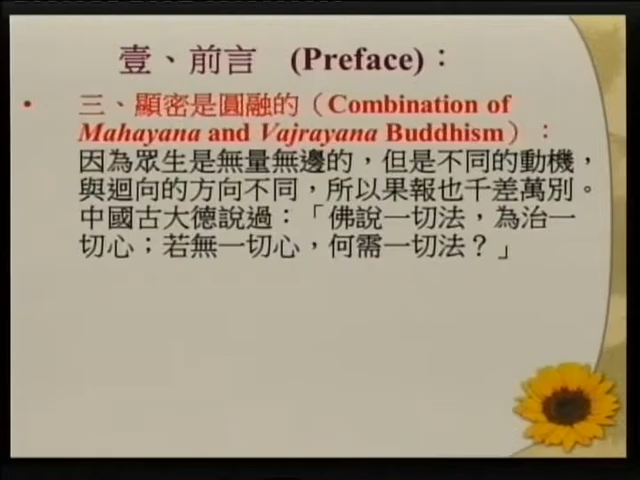 壹、前言 (Preface)：
• 三、顯密是圓融的（Combination of
Mahayana and Vajrayana Buddhism）：
因為眾生是無量無邊的，但是不同的動機，
與迴向的方向不同，所以果報也千差萬別。
中國古大德說過：「佛說一切法，為治一
切心；若無一切心，何需一切法？」